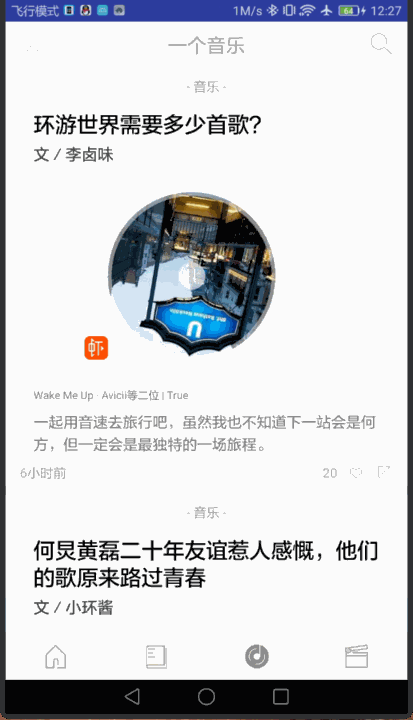 飞行模式 1M/s 64 12:27
一个音乐
- 音乐 -
环游世界需要多少首歌？
文 / 李卤味
U
虾
Wake Me Up · Avicii等二位 | True
一起用音速去旅行吧，虽然我也不知道下一站会是何
方，但一定会是最独特的一场旅程。
6小时前 20
- 音乐 -
何炅黄磊二十年友谊惹人感慨，他们
的歌原来路过青春
文 / 小环酱